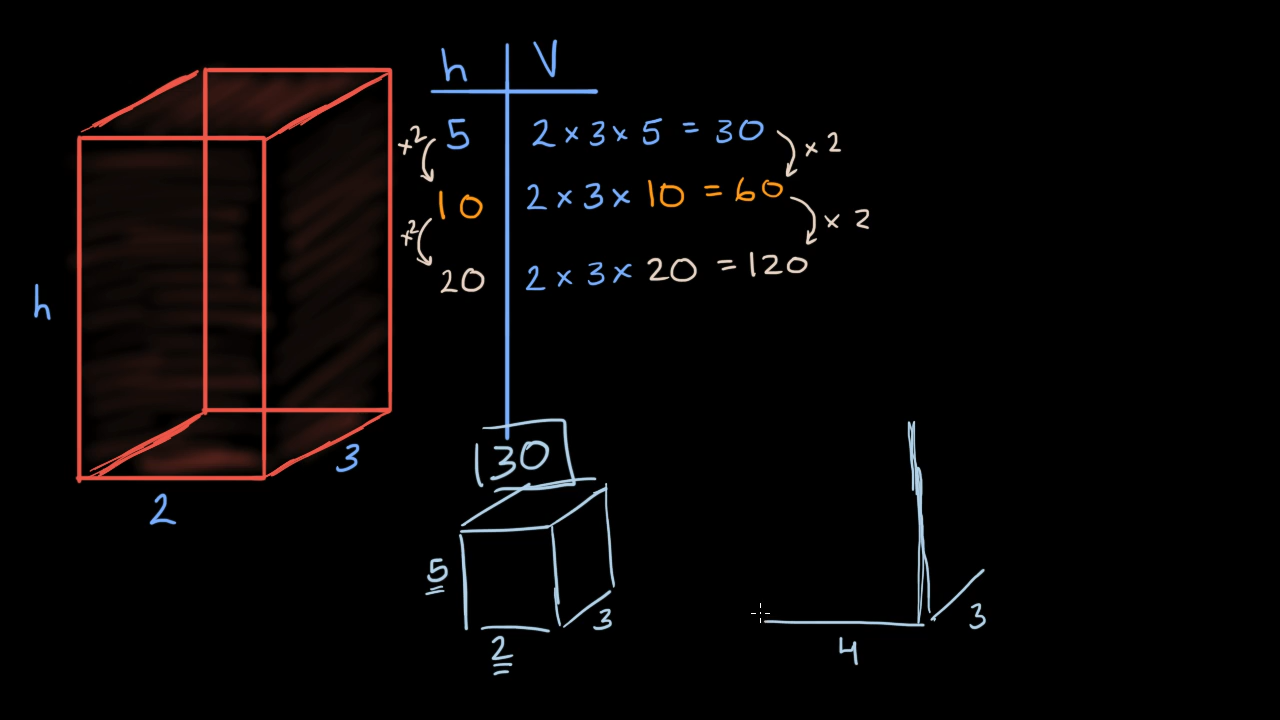 h V
5 2 × 3 × 5 = 30
×2 × 2
10 2 × 3 × 10 = 60
×2 × 2
20 2 × 3 × 20 = 120
h
3
2
30
5
3
2
3
4